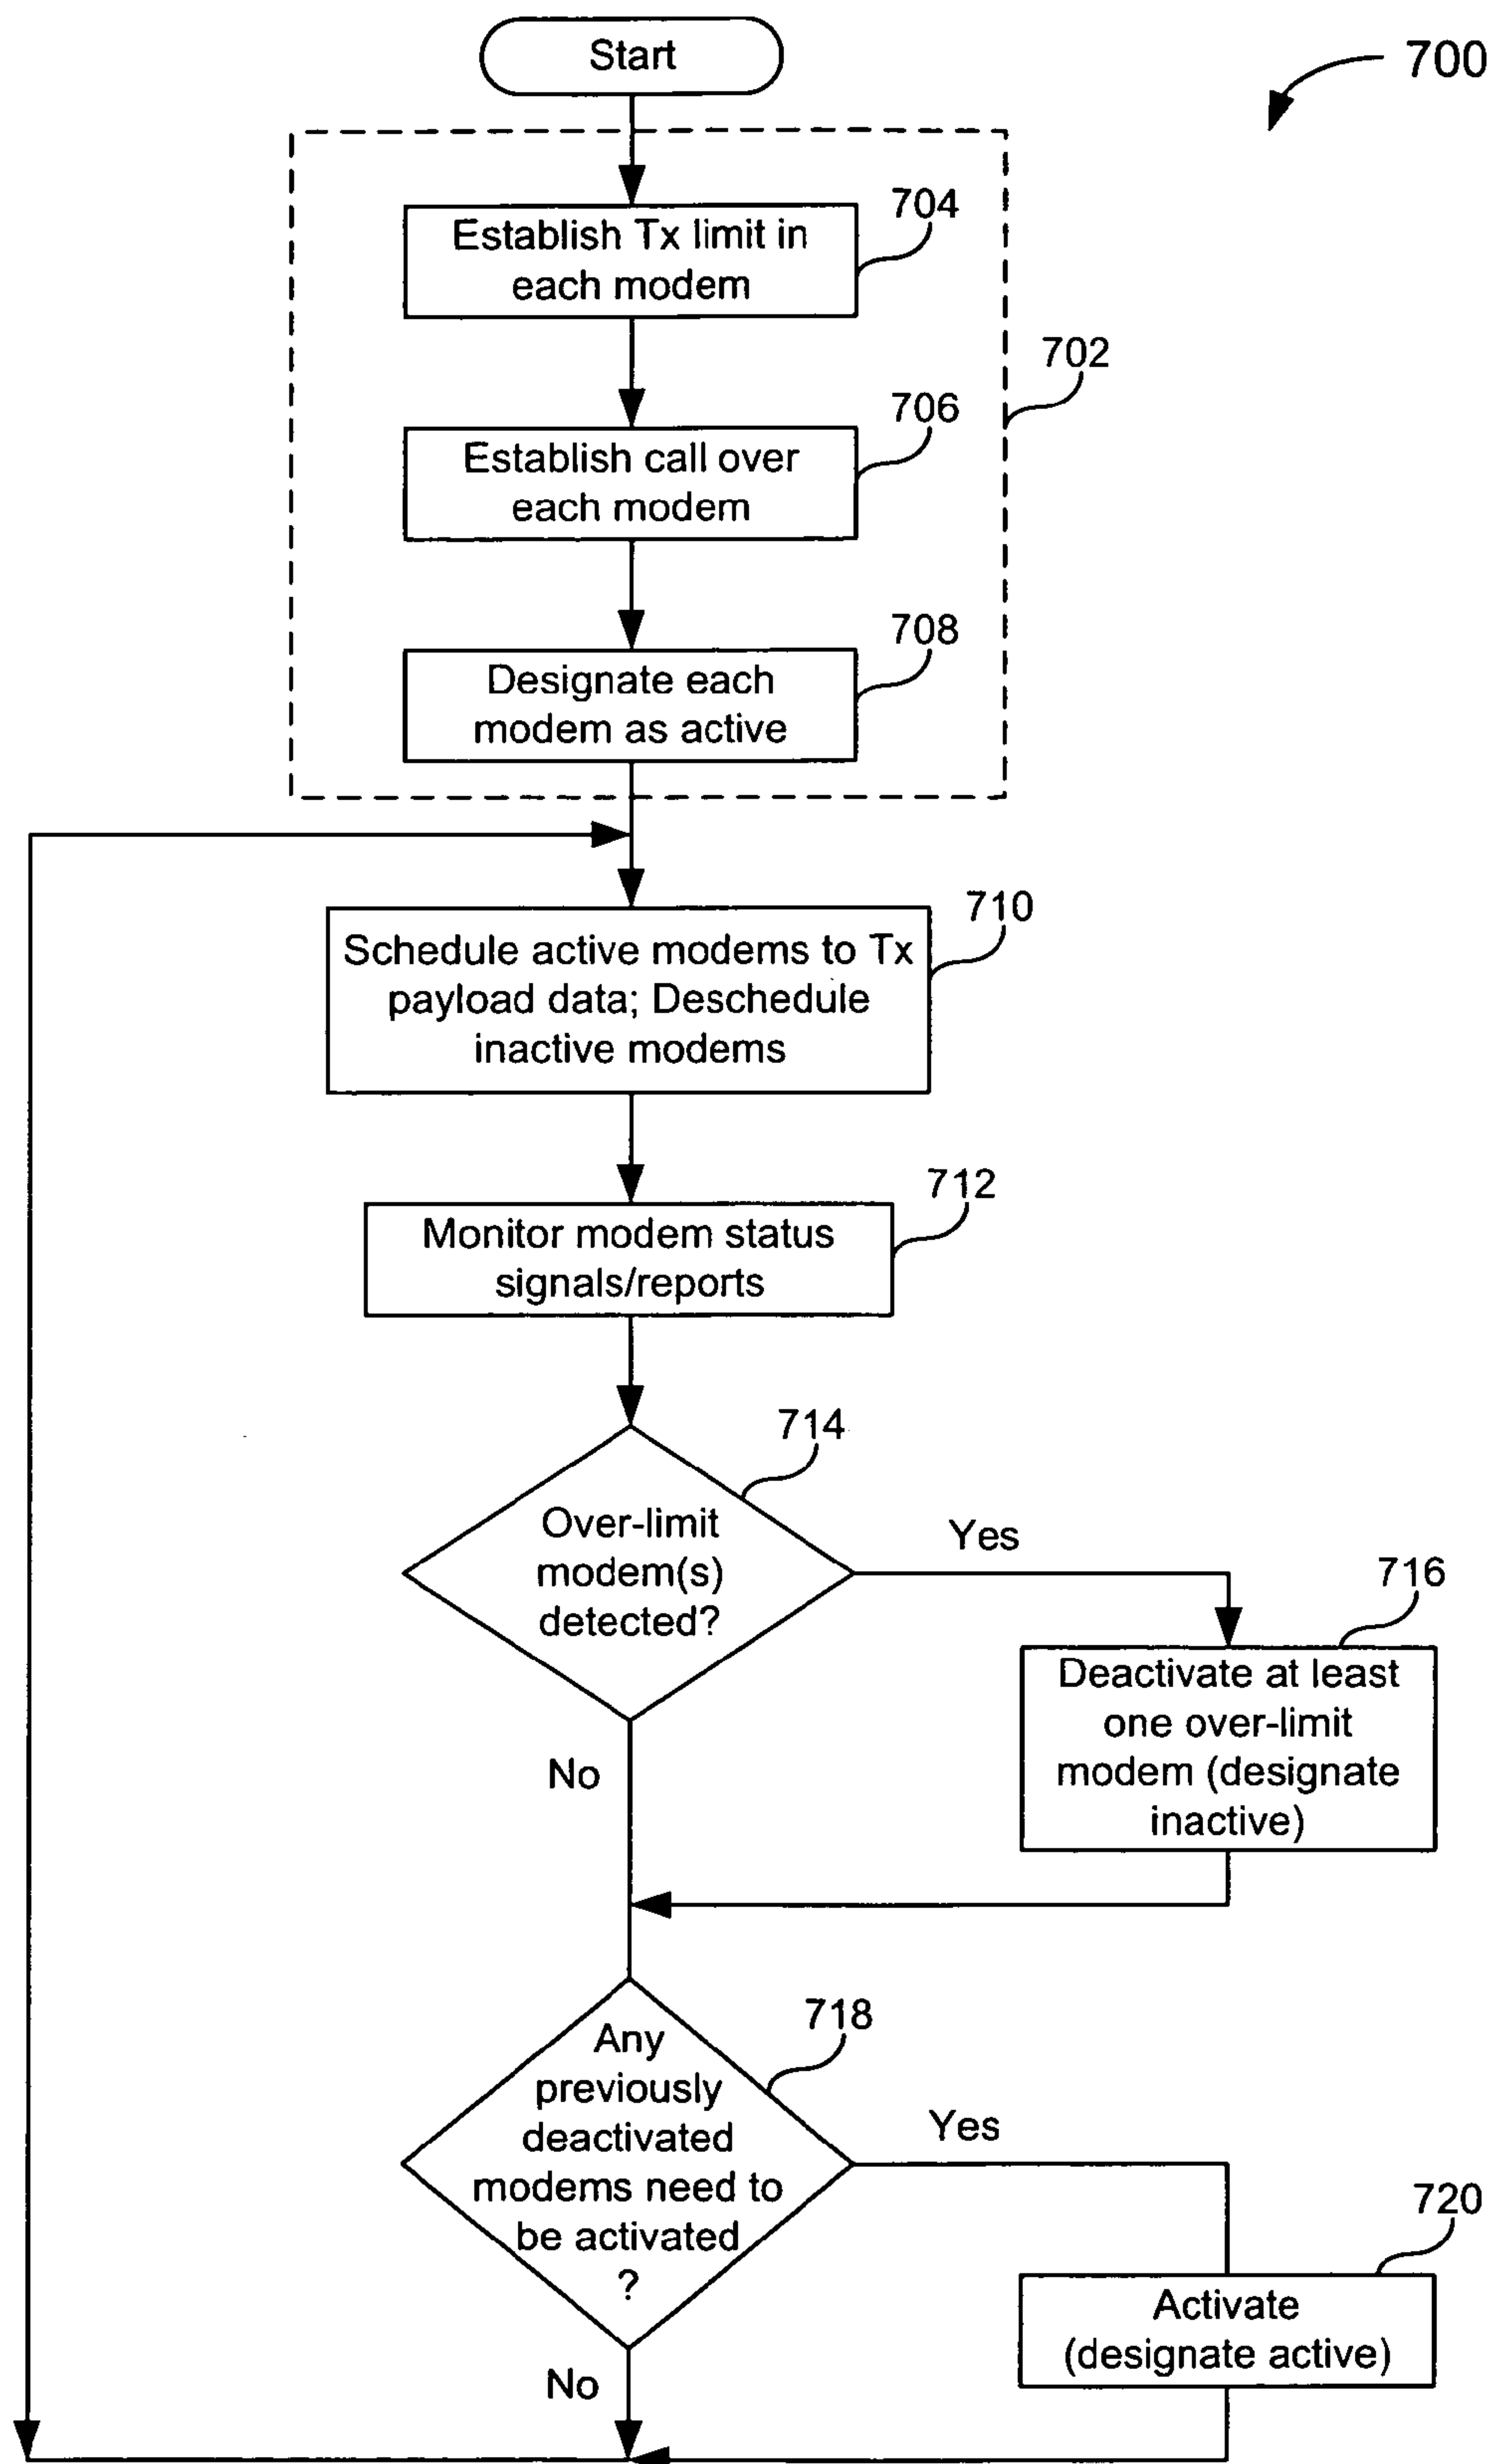 Start
700
704
Establish Tx limit in
each modem
702
706
Establish call over
each modem
708
Designate each
modem as active
710
Schedule active modems to Tx
payload data; Deschedule
inactive modems
712
Monitor modem status
signals/reports
714
Over-limit
modem(s)
detected?
Yes
716
Deactivate at least
one over-limit
modem (designate
inactive)
No
718
Any
previously
deactivated
modems need to
be activated
?
Yes
720
Activate
(designate active)
No